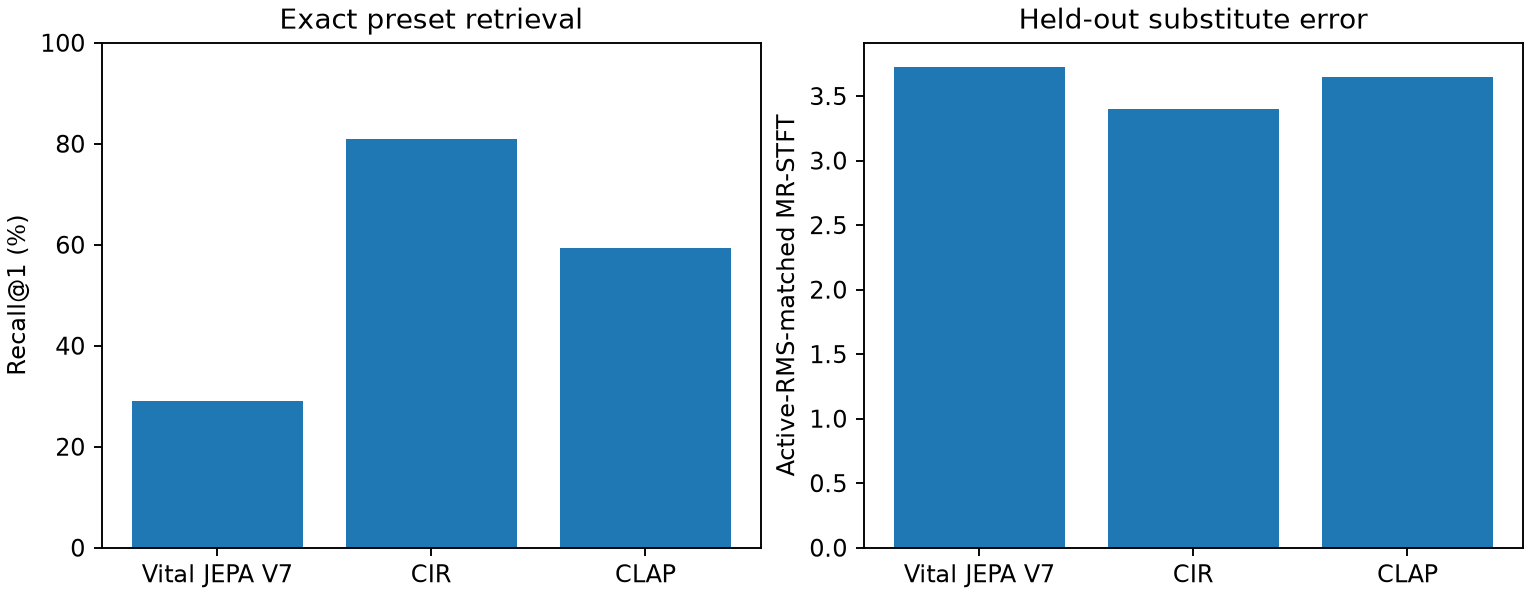 Exact preset retrieval
Recall@1 (%)
100
80
60
40
20
0
Vital JEPA V7
CIR
CLAP
Held-out substitute error
Active-RMS-matched MR-STFT
3.5
3.0
2.5
2.0
1.5
1.0
0.5
0.0
Vital JEPA V7
CIR
CLAP